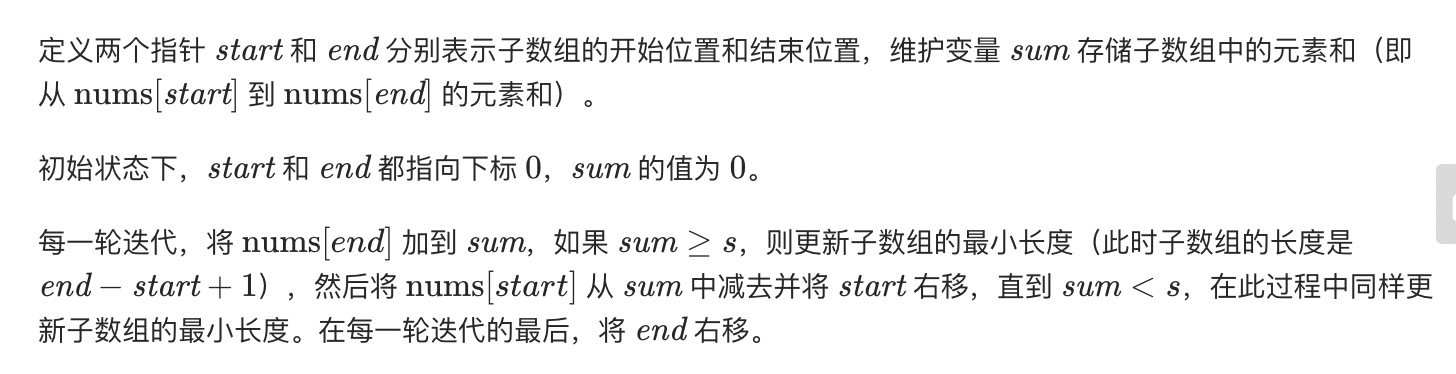 定义两个指针 start 和 end 分别表示子数组的开始位置和结束位置，维护变量 sum 存储子数组中的元素和（即
从 nums[start] 到 nums[end] 的元素和）。
初始状态下，start 和 end 都指向下标 0，sum 的值为 0。
每一轮迭代，将 nums[end] 加到 sum，如果 sum ≥ s，则更新子数组的最小长度（此时子数组的长度是
end − start + 1），然后将 nums[start] 从 sum 中减去并将 start 右移，直到 sum < s，在此过程中同样更
新子数组的最小长度。在每一轮迭代的最后，将 end 右移。